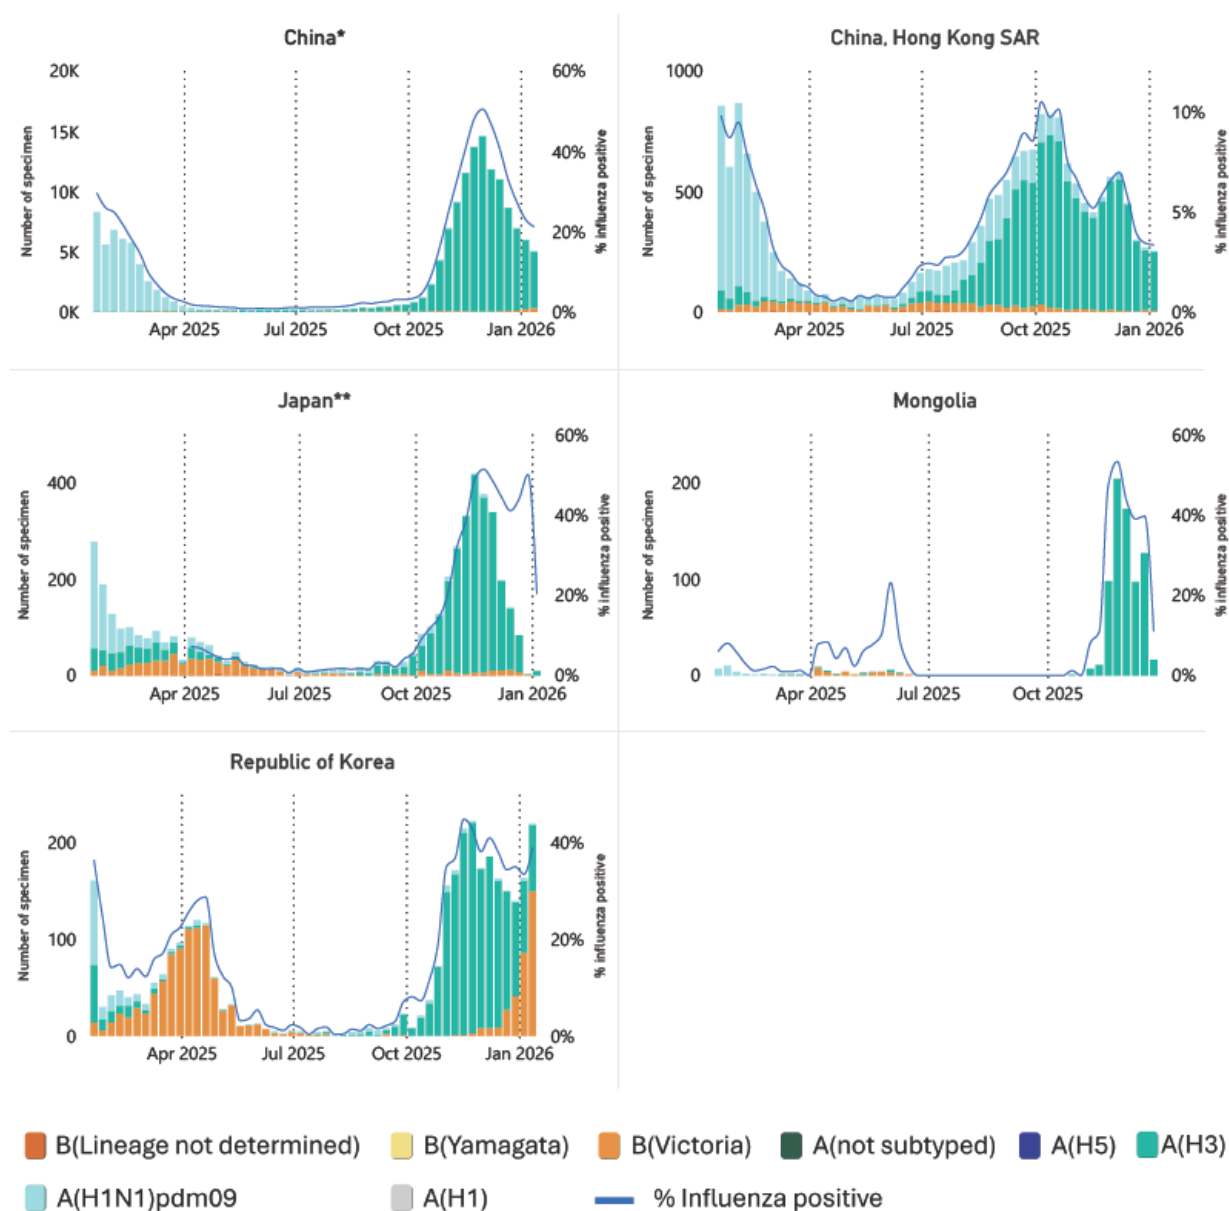 China*
20K
15K
10K
5K
0K
Number of specimen
60%
40%
20%
0%
% influenza positive
Apr 2025 Jul 2025 Oct 2025 Jan 2026
China, Hong Kong SAR
1000
500
0
Number of specimen
10%
5%
0%
% influenza positive
Apr 2025 Jul 2025 Oct 2025 Jan 2026
Japan**
400
200
0
Number of specimen
60%
40%
20%
0%
% influenza positive
Apr 2025 Jul 2025 Oct 2025 Jan 2026
Mongolia
200
100
0
Number of specimen
60%
40%
20%
0%
% influenza positive
Apr 2025 Jul 2025 Oct 2025
Republic of Korea
200
100
0
Number of specimen
40%
20%
0%
% influenza positive
Apr 2025 Jul 2025 Oct 2025 Jan 2026
B(Lineage not determined) B(Yamagata) B(Victoria) A(not subtyped) A(H5) A(H3)
A(H1N1)pdm09 A(H1) % Influenza positive